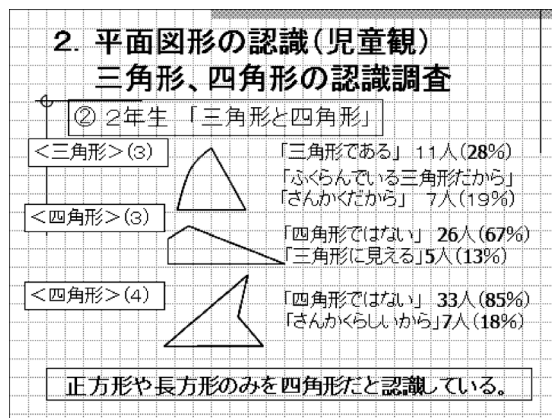 2. 平面図形の認識(児童観)
三角形、四角形の認識調査
② 2年生 「三角形と四角形」
<三角形>(3)
「三角形である」 11人(28%)
「ふくらんでいる三角形だから」
「さんかくだから」 7人(19%)
<四角形>(3)
「四角形ではない」 26人(67%)
「三角形に見える」5人(13%)
<四角形>(4)
「四角形ではない」 33人(85%)
「さんかくらしいから」7人(18%)
正方形や長方形のみを四角形だと認識している。